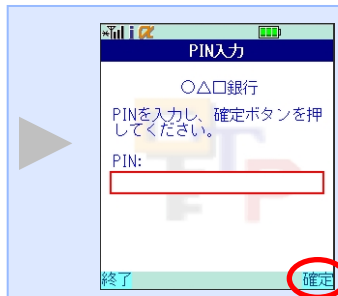 i α
PIN入力
○△□銀行
PINを入力し、確定ボタンを押
してください。
PIN:
終了 確定